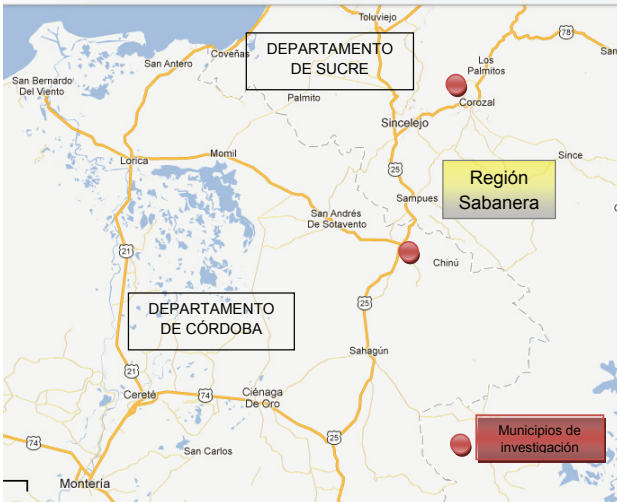 Toluviejo
78
San
DEPARTAMENTO
DE SUCRE
Coveñas
San Antero
Los
Palmitos
San Bernardo
Del Viento
Palmito
Corozal
Sincelejo
Lorica
Momil
Since
25
Región
Sabanera
Sampues
San Andrés
De Sotavento
21
Chinú
DEPARTAMENTO
DE CÓRDOBA
25
Sahagún
21
Cereté
74
Ciénaga
De Oro
25
Municipios de
investigación
74
San Carlos
Montería